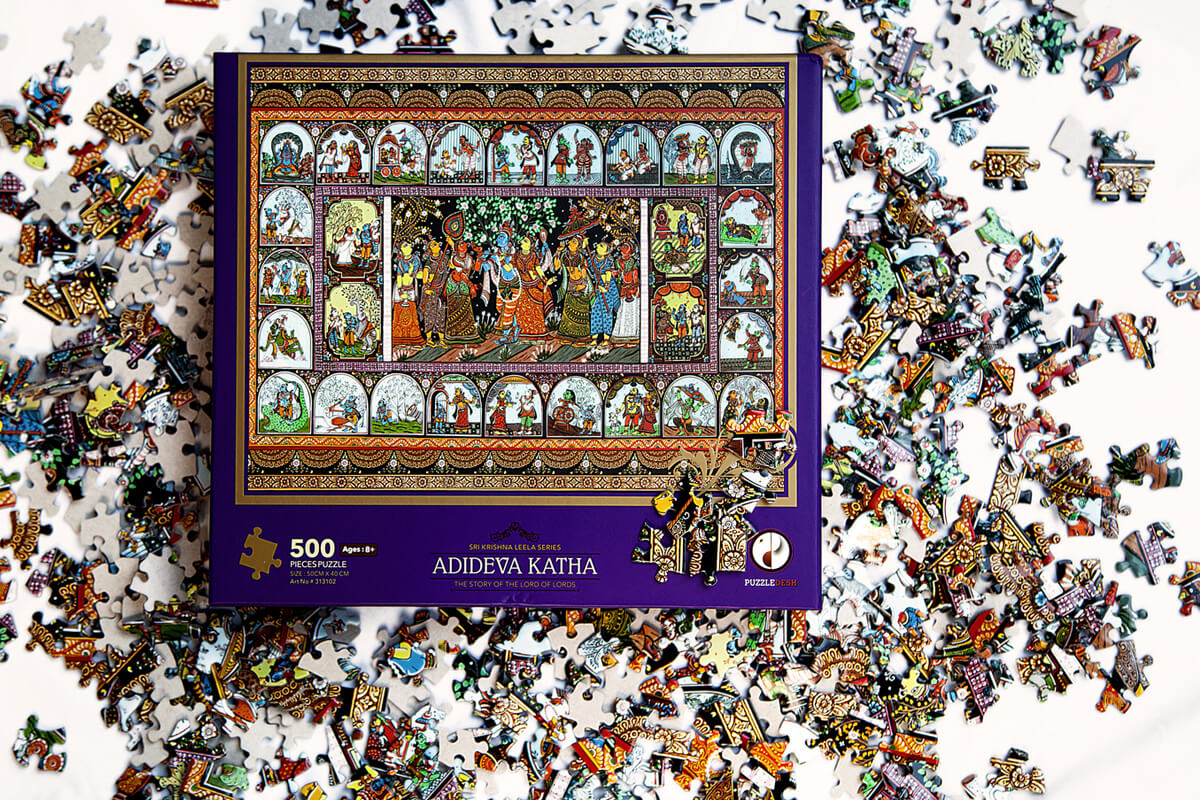 500
Ages : 8+
PIECES PUZZLE
SIZE : 50CM X 40 CM
Art No # 313102
SRI KRISHNA LEELA SERIES
ADIDEVA KATHA
THE STORY OF THE LORD OF LORDS
PUZZLEDESH